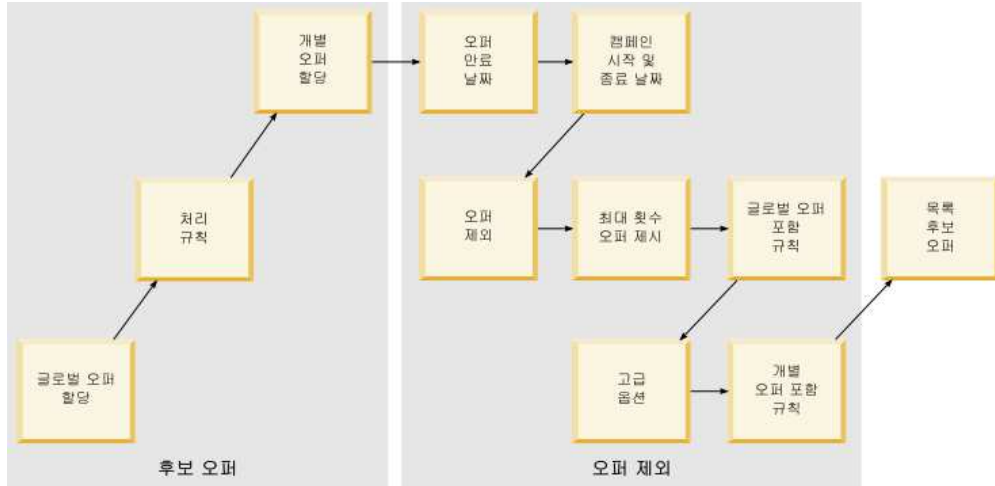 개별
오퍼
할당
오퍼
만료
날짜
캠페인
시작 및
종료 날짜
처리
규칙
오퍼
제외
최대 횟수
오퍼 제시
글로벌 오퍼
포함
규칙
목록
후보
오퍼
글로벌 오퍼
할당
고급
옵션
개별
오퍼 포함
규칙
후보 오퍼
오퍼 제외